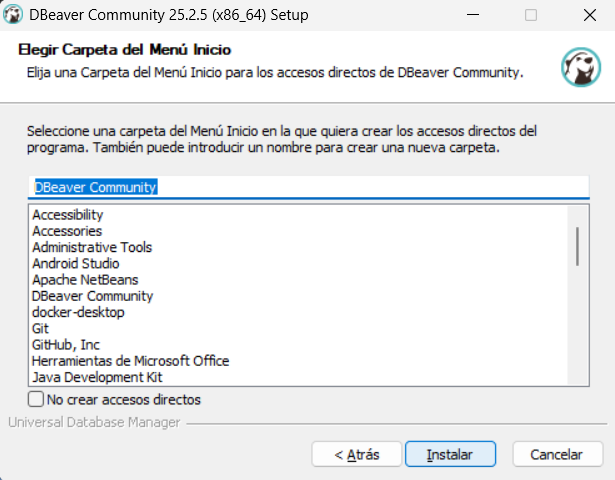 DBeaver Community 25.2.5 (x86_64) Setup
Elegir Carpeta del Menú Inicio
Elija una Carpeta del Menú Inicio para los accesos directos de DBeaver Community.
Seleccione una carpeta del Menú Inicio en la que quiera crear los accesos directos del
programa. También puede introducir un nombre para crear una nueva carpeta.
DBeaver Community
Accessibility
Accessories
Administrative Tools
Android Studio
Apache NetBeans
DBeaver Community
docker-desktop
Git
GitHub, Inc
Herramientas de Microsoft Office
Java Development Kit
No crear accesos directos
Universal Database Manager
< Atrás
Instalar
Cancelar